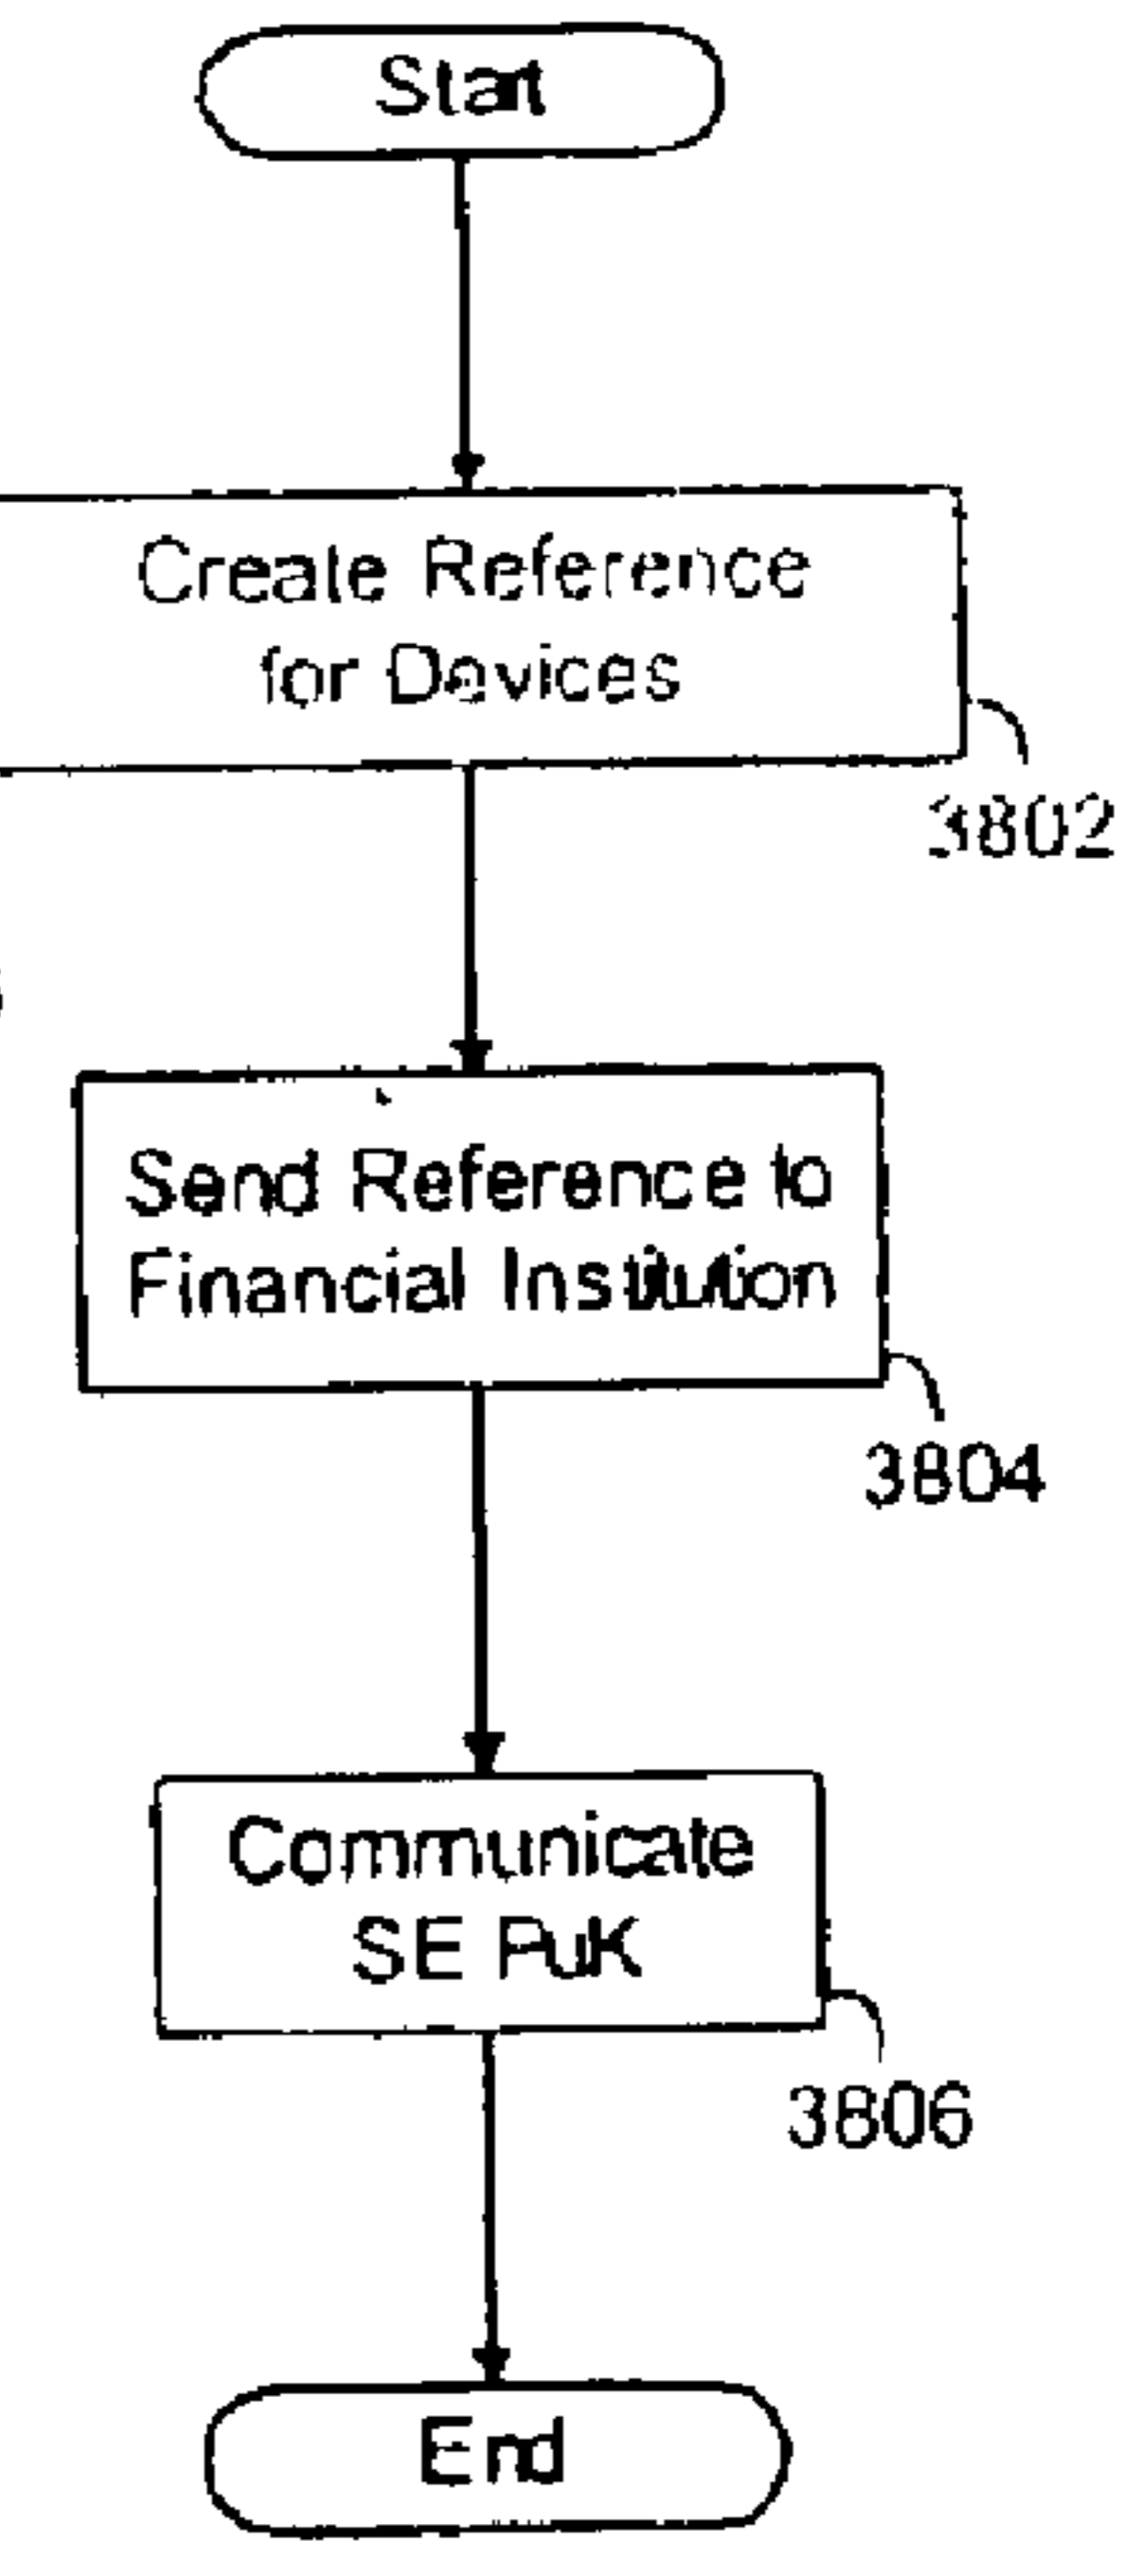 Start
Create Reference
for Devices
3802
Send Reference to
Financial Institution
3804
Communicate
SE PuK
3806
End